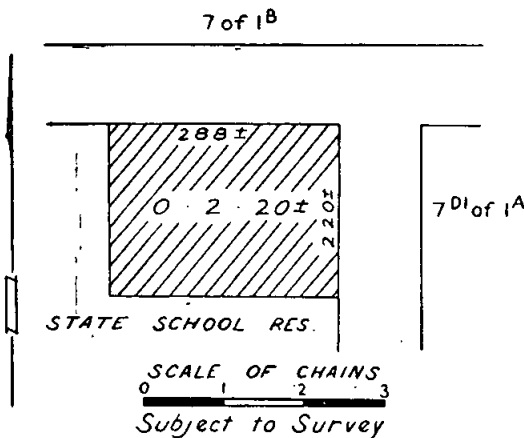 7 of 1ᴮ
288±
0 · 2 · 20±
220±
7ᴰ¹ of 1ᴬ
STATE SCHOOL RES.
SCALE OF CHAINS
0 1 2 3
Subject to Survey